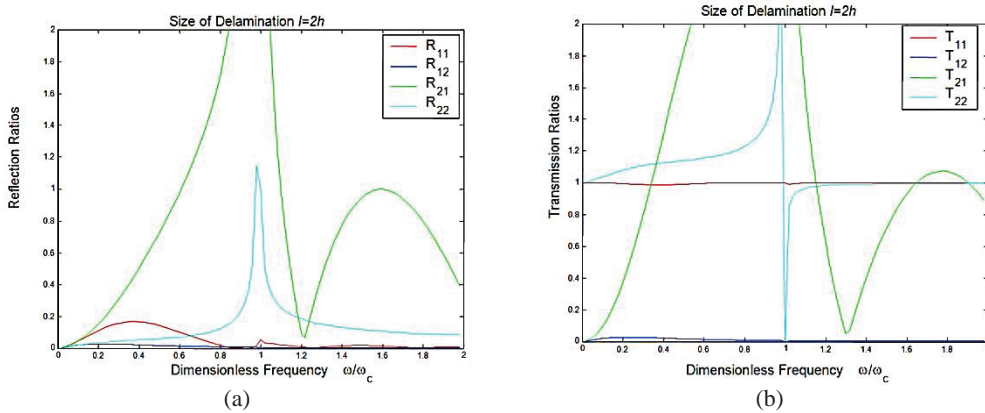 Size of Delamination l=2h
2
1.8
1.6
1.4
1.2
1
0.8
0.6
0.4
0.2
0
Reflection Ratios
R11
R12
R21
R22
0 0.2 0.4 0.6 0.8 1 1.2 1.4 1.6 1.8 2
Dimensionless Frequency ω/ωc
(a)
Size of Delamination l=2h
2
1.8
1.6
1.4
1.2
1
0.8
0.6
0.4
0.2
0
Transmission Ratios
T11
T12
T21
T22
0 0.2 0.4 0.6 0.8 1 1.2 1.4 1.6 1.8 2
Dimensionless Frequency ω/ωc
(b)